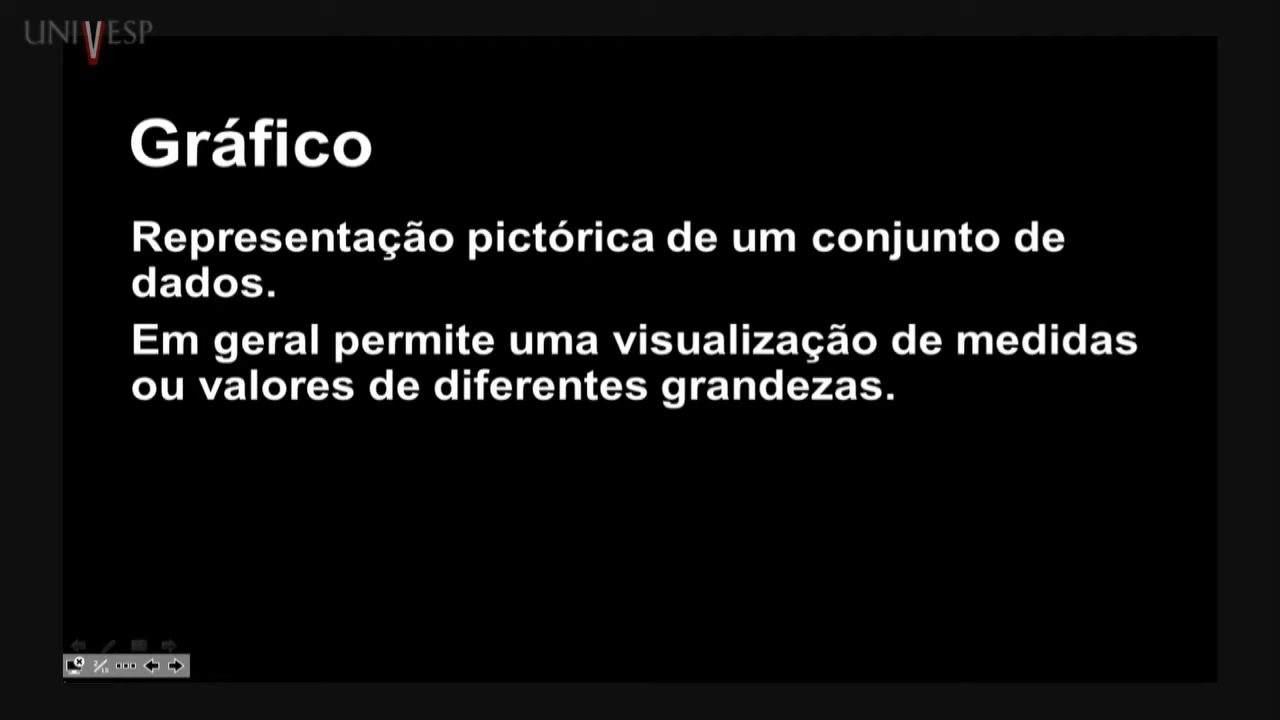 UNIVESP
Gráfico
Representação pictórica de um conjunto de
dados.
Em geral permite uma visualização de medidas
ou valores de diferentes grandezas.